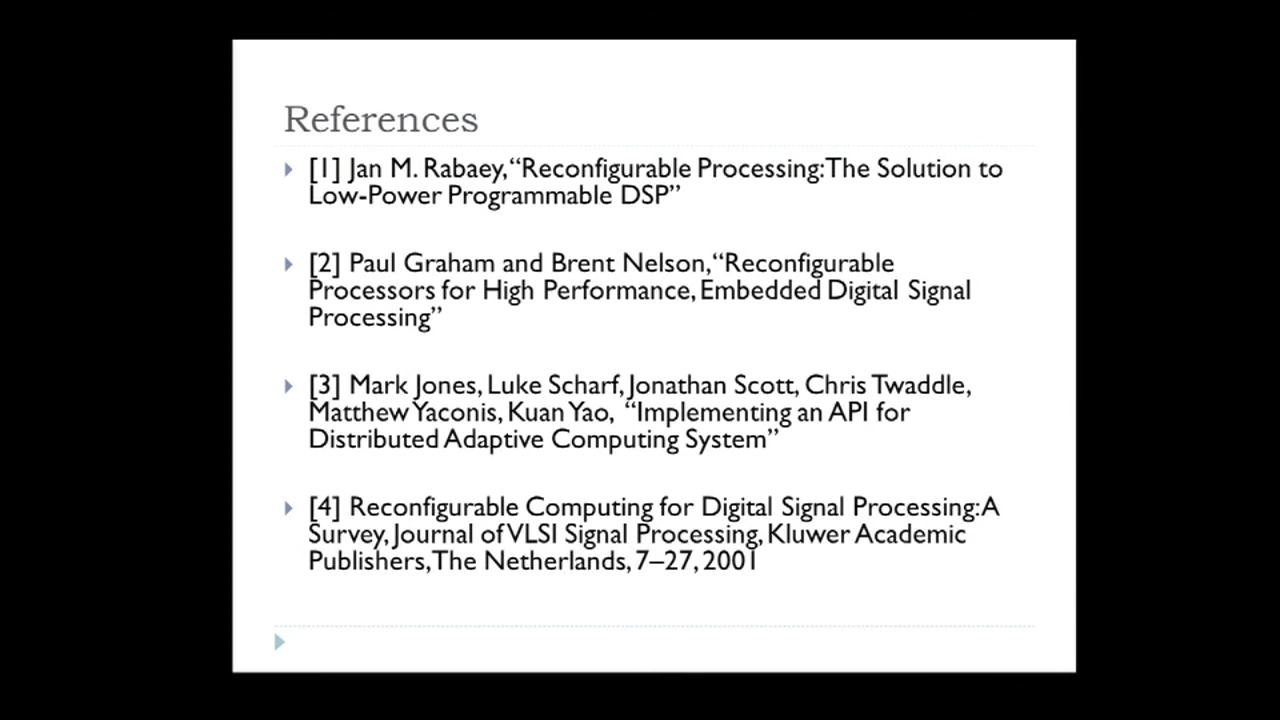 References
[1] Jan M. Rabaey, “Reconfigurable Processing: The Solution to
Low-Power Programmable DSP”
[2] Paul Graham and Brent Nelson, “Reconfigurable
Processors for High Performance, Embedded Digital Signal
Processing”
[3] Mark Jones, Luke Scharf, Jonathan Scott, Chris Twaddle,
Matthew Yaconis, Kuan Yao, “Implementing an API for
Distributed Adaptive Computing System”
[4] Reconfigurable Computing for Digital Signal Processing: A
Survey, Journal of VLSI Signal Processing, Kluwer Academic
Publishers, The Netherlands, 7–27, 2001